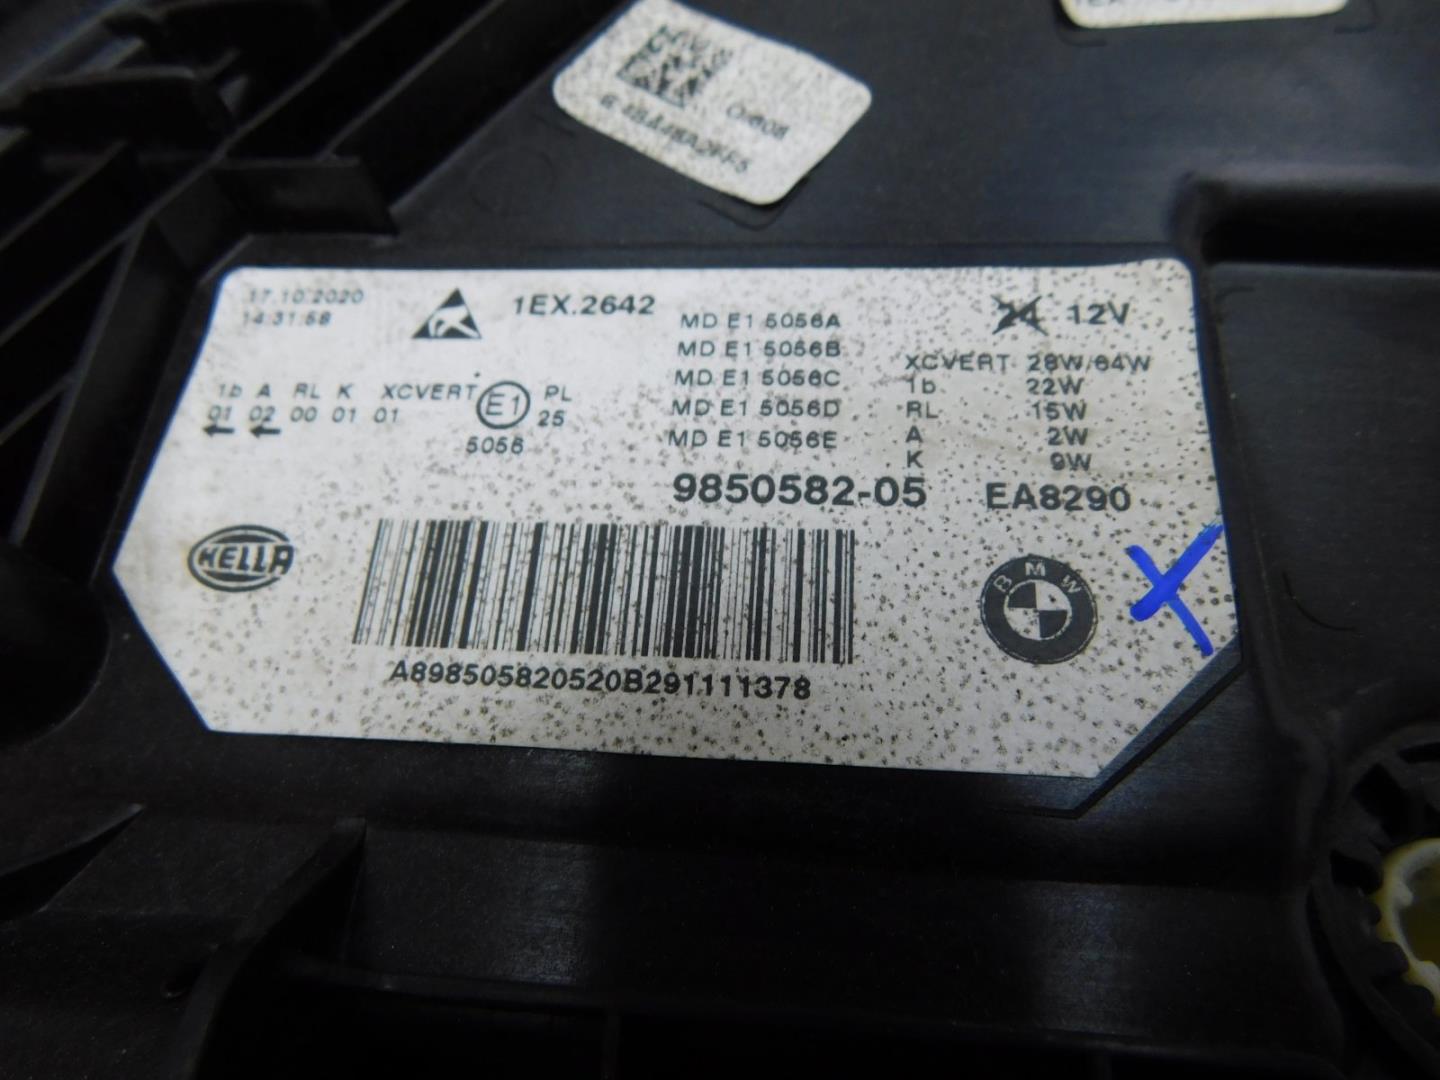 17.10.2020
14:31:58
1EX.2642
MD E1 5056A
MD E1 5056B
MD E1 5056C
MD E1 5056D
MD E1 5056E
24 12V
XCVERT 28W/64W
1b 22W
RL 15W
A 2W
K 9W
1b A RL K XCVERT E1 PL
01 02 00 01 01 25
5056
9850582-05 EA8290
HELLA
BMW
X
A898505820520B291111378